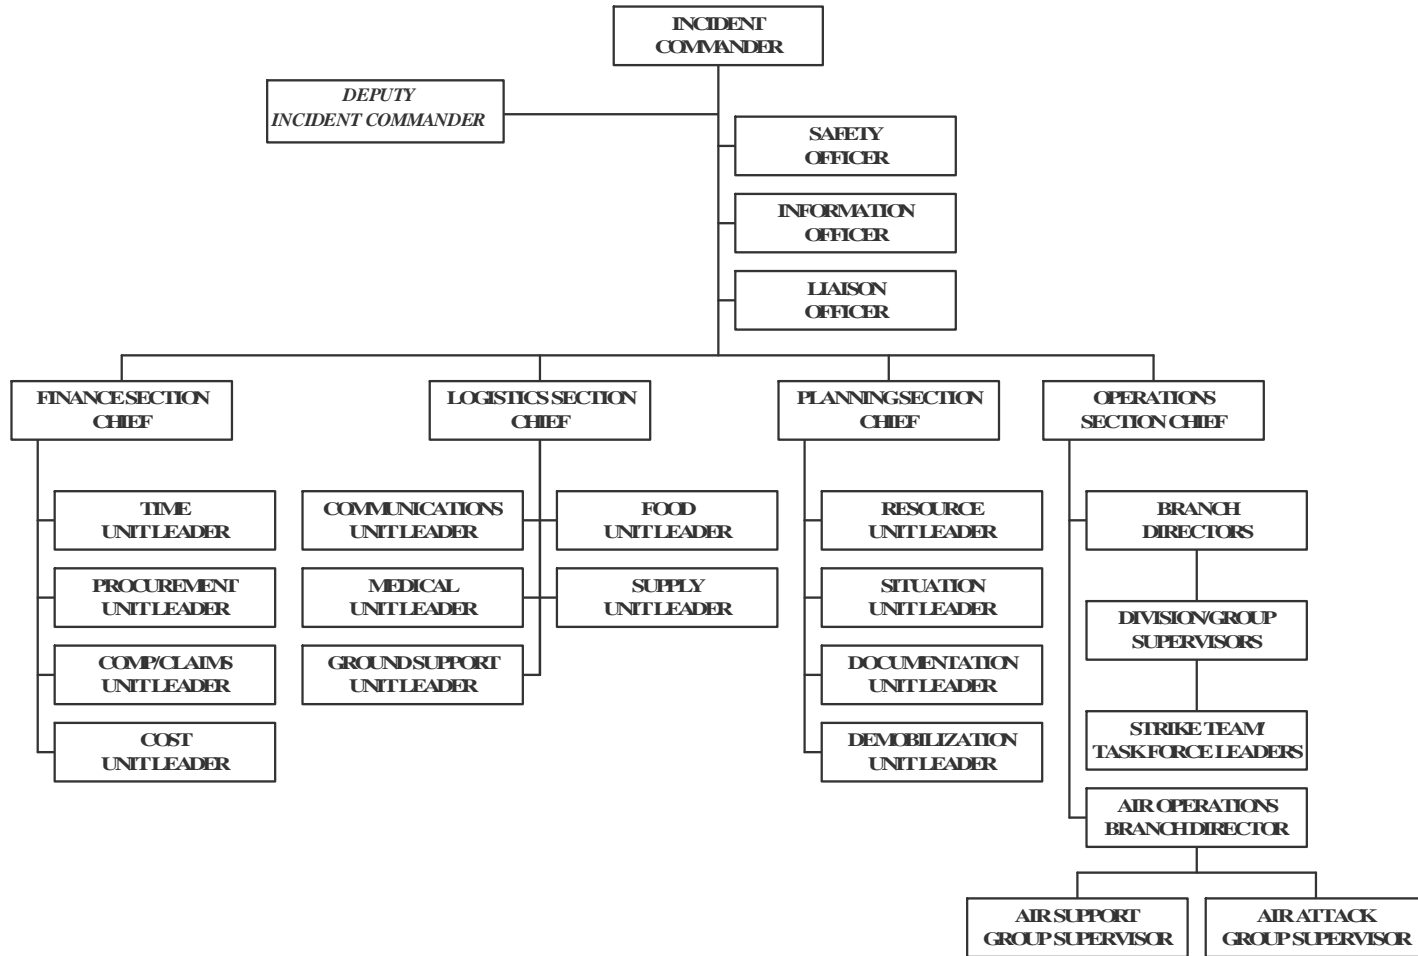 INCIDENT
COMMANDER
DEPUTY
INCIDENT COMMANDER
SAFETY
OFFICER
INFORMATION
OFFICER
LIAISON
OFFICER
FINANCE SECTION
CHIEF
LOGISTICS SECTION
CHIEF
PLANNING SECTION
CHIEF
OPERATIONS
SECTION CHIEF
TIME
UNIT LEADER
PROCUREMENT
UNIT LEADER
COMP/CLAIMS
UNIT LEADER
COST
UNIT LEADER
COMMUNICATIONS
UNIT LEADER
MEDICAL
UNIT LEADER
GROUND SUPPORT
UNIT LEADER
FOOD
UNIT LEADER
SUPPLY
UNIT LEADER
RESOURCE
UNIT LEADER
SITUATION
UNIT LEADER
DOCUMENTATION
UNIT LEADER
DEMOBILIZATION
UNIT LEADER
BRANCH
DIRECTORS
DIVISION/GROUP
SUPERVISORS
STRIKE TEAM/
TASK FORCE LEADERS
AIR OPERATIONS
BRANCH DIRECTOR
AIR SUPPORT
GROUP SUPERVISOR
AIR ATTACK
GROUP SUPERVISOR